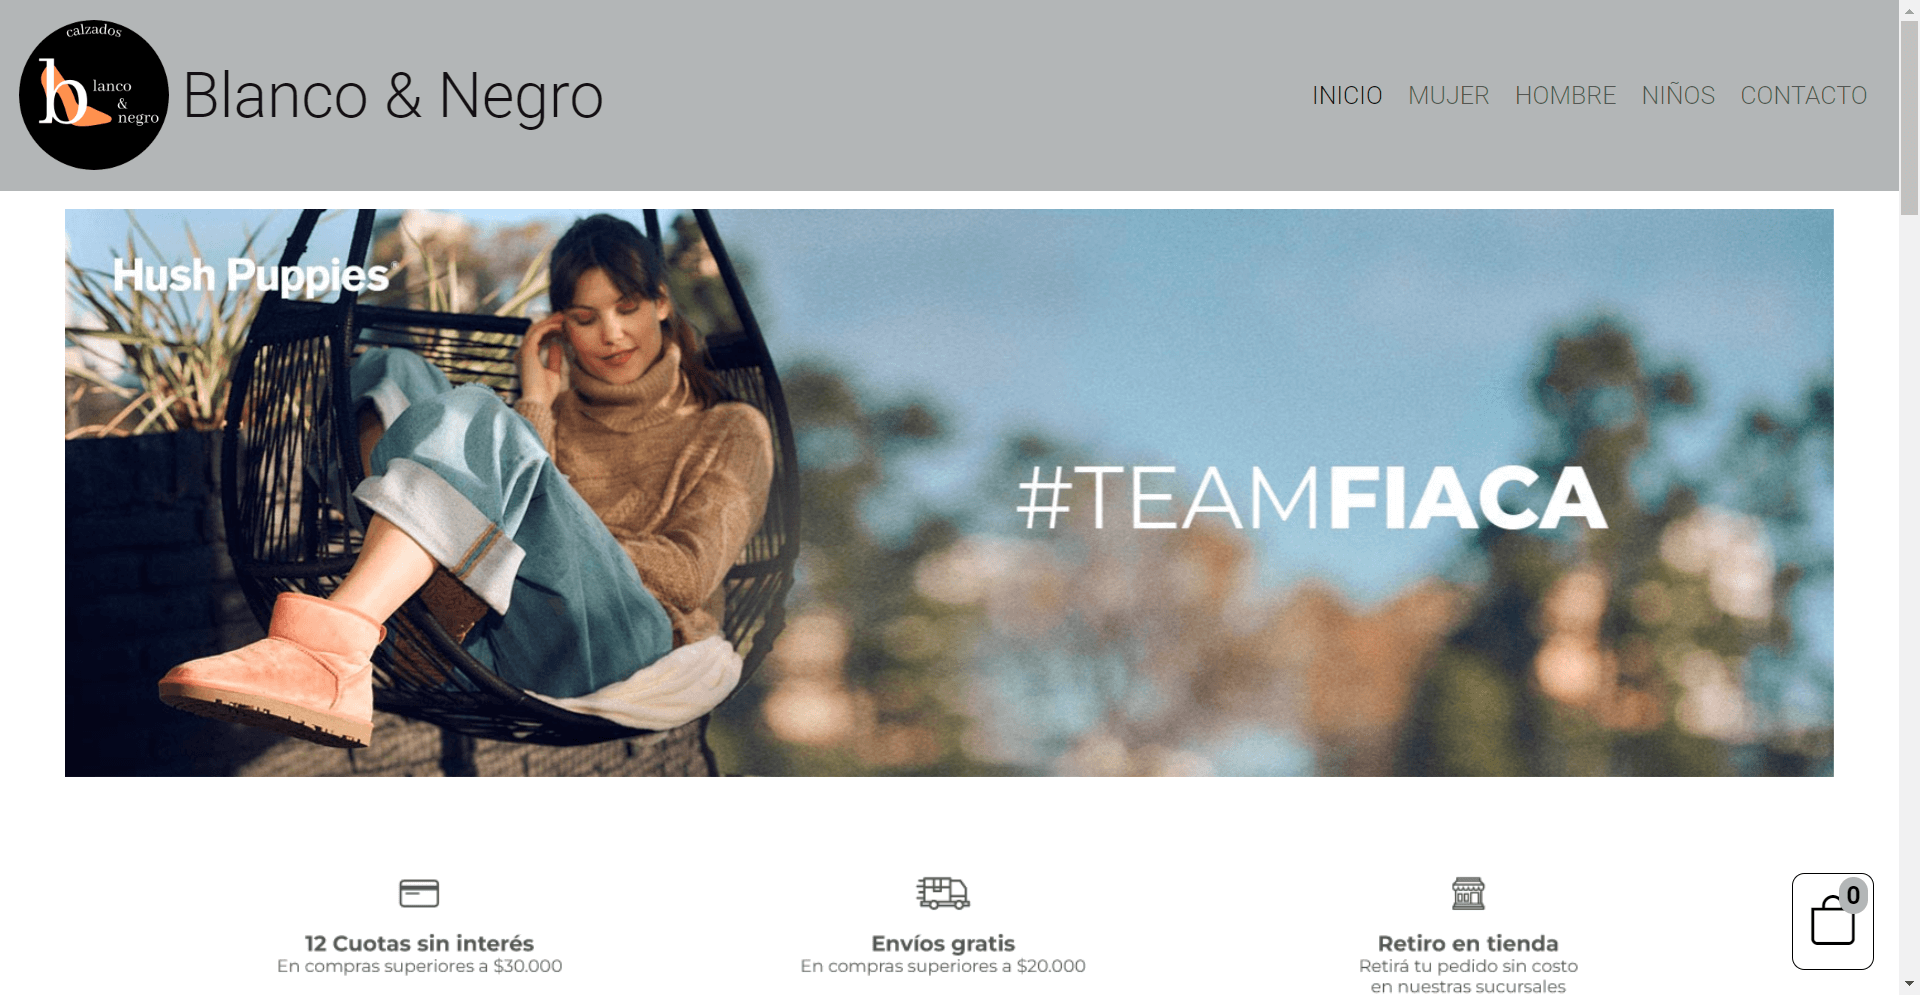 calzados
b lanco
&
negro
Blanco & Negro
INICIO MUJER HOMBRE NIÑOS CONTACTO
Hush Puppies®
#TEAMFIACA
12 Cuotas sin interés
En compras superiores a $30.000
Envíos gratis
En compras superiores a $20.000
Retiro en tienda
Retirá tu pedido sin costo
en nuestras sucursales
0